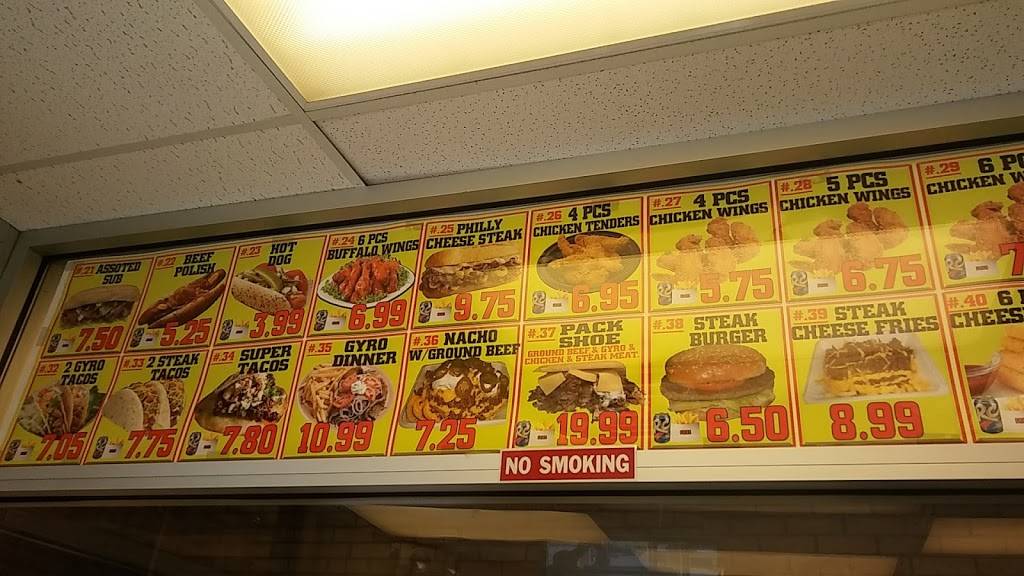 #.21 ASSOTED
SUB
7.50
#.22 BEEF
POLISH
5.25
#.23 HOT
DOG
3.99
#.24 6 PCS
BUFFALO WINGS
6.99
#.25 PHILLY
CHEESE STEAK
9.75
#.26 4 PCS
CHICKEN TENDERS
6.95
#.27 4 PCS
CHICKEN WINGS
5.75
#.28 5 PCS
CHICKEN WINGS
6.75
#.29 6 PC
CHICKEN W
7
#.32 2 GYRO
TACOS
7.05
#.33 2 STEAK
TACOS
7.75
#.34 SUPER
TACOS
7.80
#.35 GYRO
DINNER
10.99
#.36 NACHO
W/GROUND BEEF
7.25
#.37 PACK
SHOE
GROUND BEEF & GYRO &
CHICKEN & STEAK MEAT.
19.99
#.38 STEAK
BURGER
6.50
#.39 STEAK
CHEESE FRIES
8.99
#.40 6
CHEESE
NO SMOKING